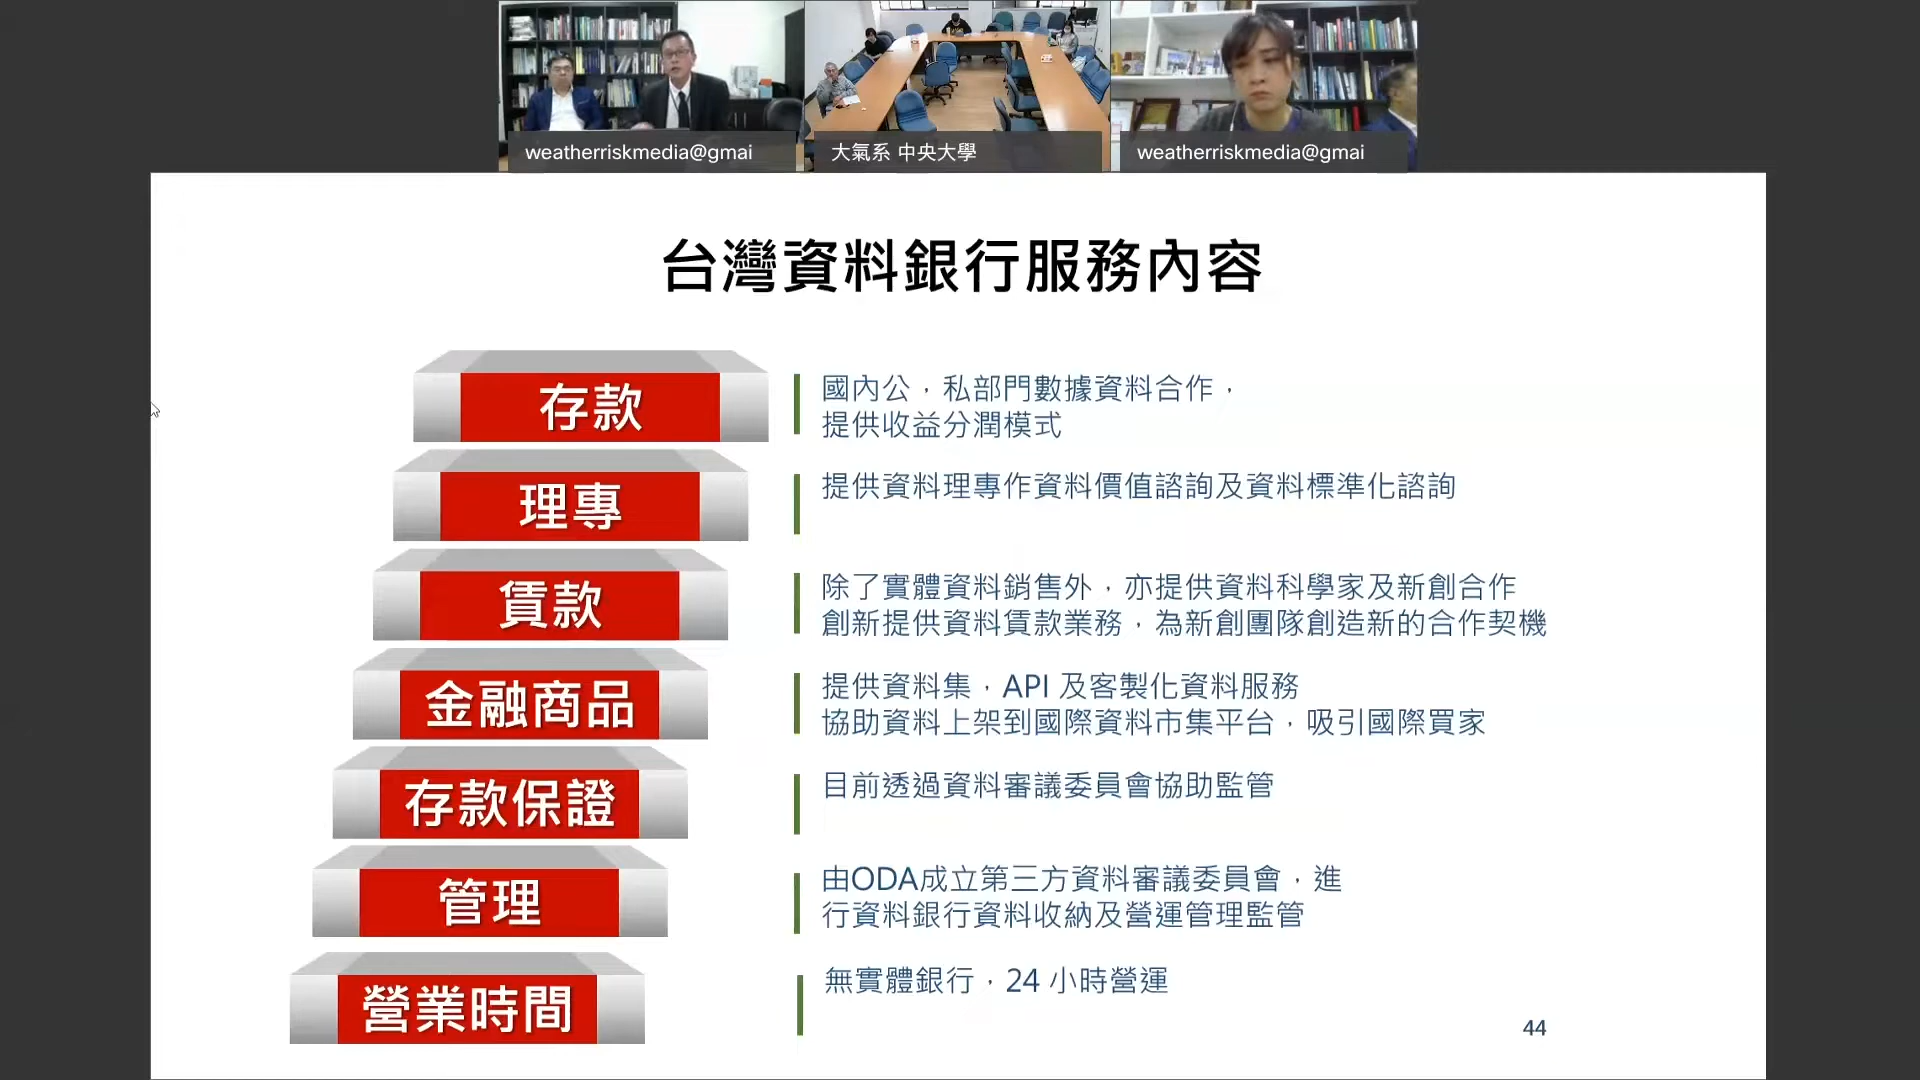 weatherriskmedia@gmai
大氣系 中央大學
weatherriskmedia@gmai
台灣資料銀行服務內容
存款
國內公，私部門數據資料合作，
提供收益分潤模式
理專
提供資料理專作資料價值諮詢及資料標準化諮詢
賃款
除了實體資料銷售外，亦提供資料科學家及新創合作
創新提供資料賃款業務，為新創團隊創造新的合作契機
金融商品
提供資料集，API 及客製化資料服務
協助資料上架到國際資料市集平台，吸引國際買家
存款保證
目前透過資料審議委員會協助監管
管理
由ODA成立第三方資料審議委員會，進
行資料銀行資料收納及營運管理監管
營業時間
無實體銀行，24 小時營運
44